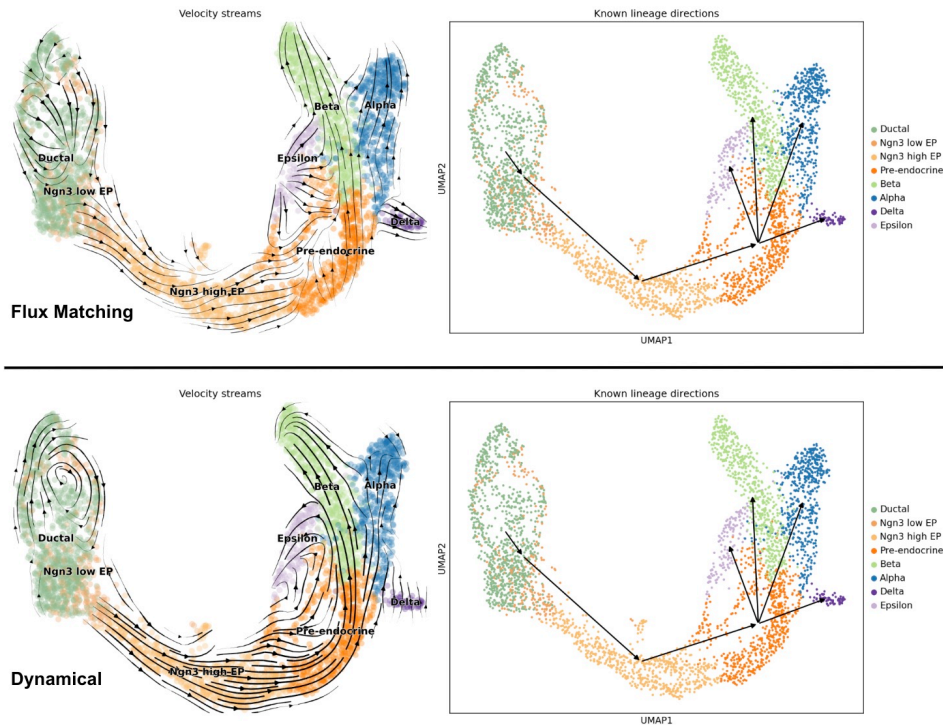 Velocity streams
Known lineage directions
Beta
Alpha
Ductal
Epsilon
Ngn3 low EP
Delta
Pre-endocrine
Ngn3 high EP
Flux Matching
UMAP2
UMAP1
Ductal
Ngn3 low EP
Ngn3 high EP
Pre-endocrine
Beta
Alpha
Delta
Epsilon
Velocity streams
Known lineage directions
Beta
Alpha
Ductal
Epsilon
Ngn3 low EP
Delta
Pre-endocrine
Ngn3 high EP
Dynamical
UMAP2
UMAP1
Ductal
Ngn3 low EP
Ngn3 high EP
Pre-endocrine
Beta
Alpha
Delta
Epsilon